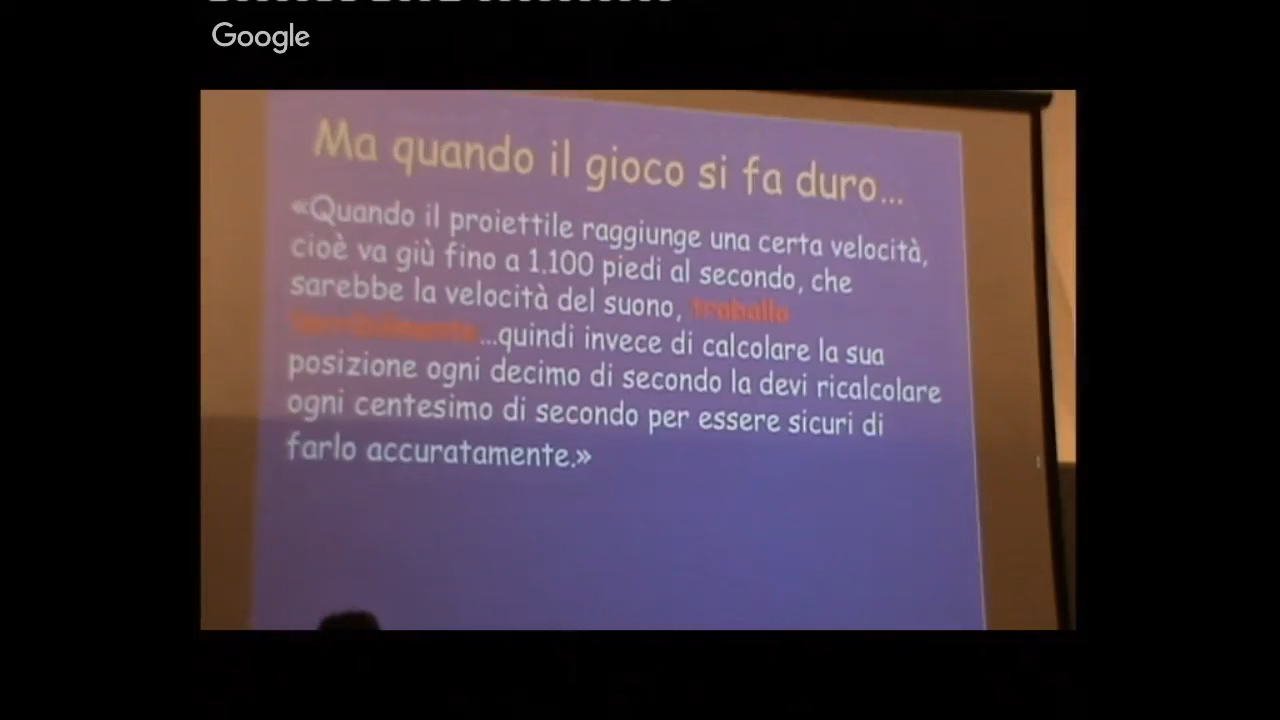 Google
Ma quando il gioco si fa duro...
«Quando il proiettile raggiunge una certa velocità,
cioè va giù fino a 1.100 piedi al secondo, che
sarebbe la velocità del suono, traballa
terribilmente...quindi invece di calcolare la sua
posizione ogni decimo di secondo la devi ricalcolare
ogni centesimo di secondo per essere sicuri di
farlo accuratamente.»